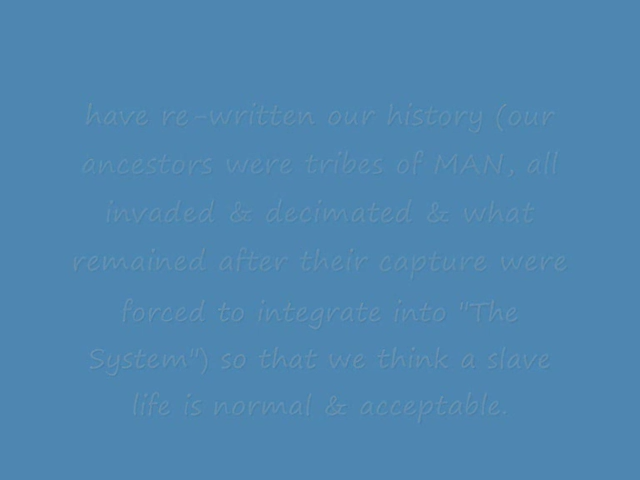 have re-written our history (our
ancestors were tribes of MAN, all
invaded & decimated & what
remained after their capture were
forced to integrate into "The
System") so that we think a slave
life is normal & acceptable.